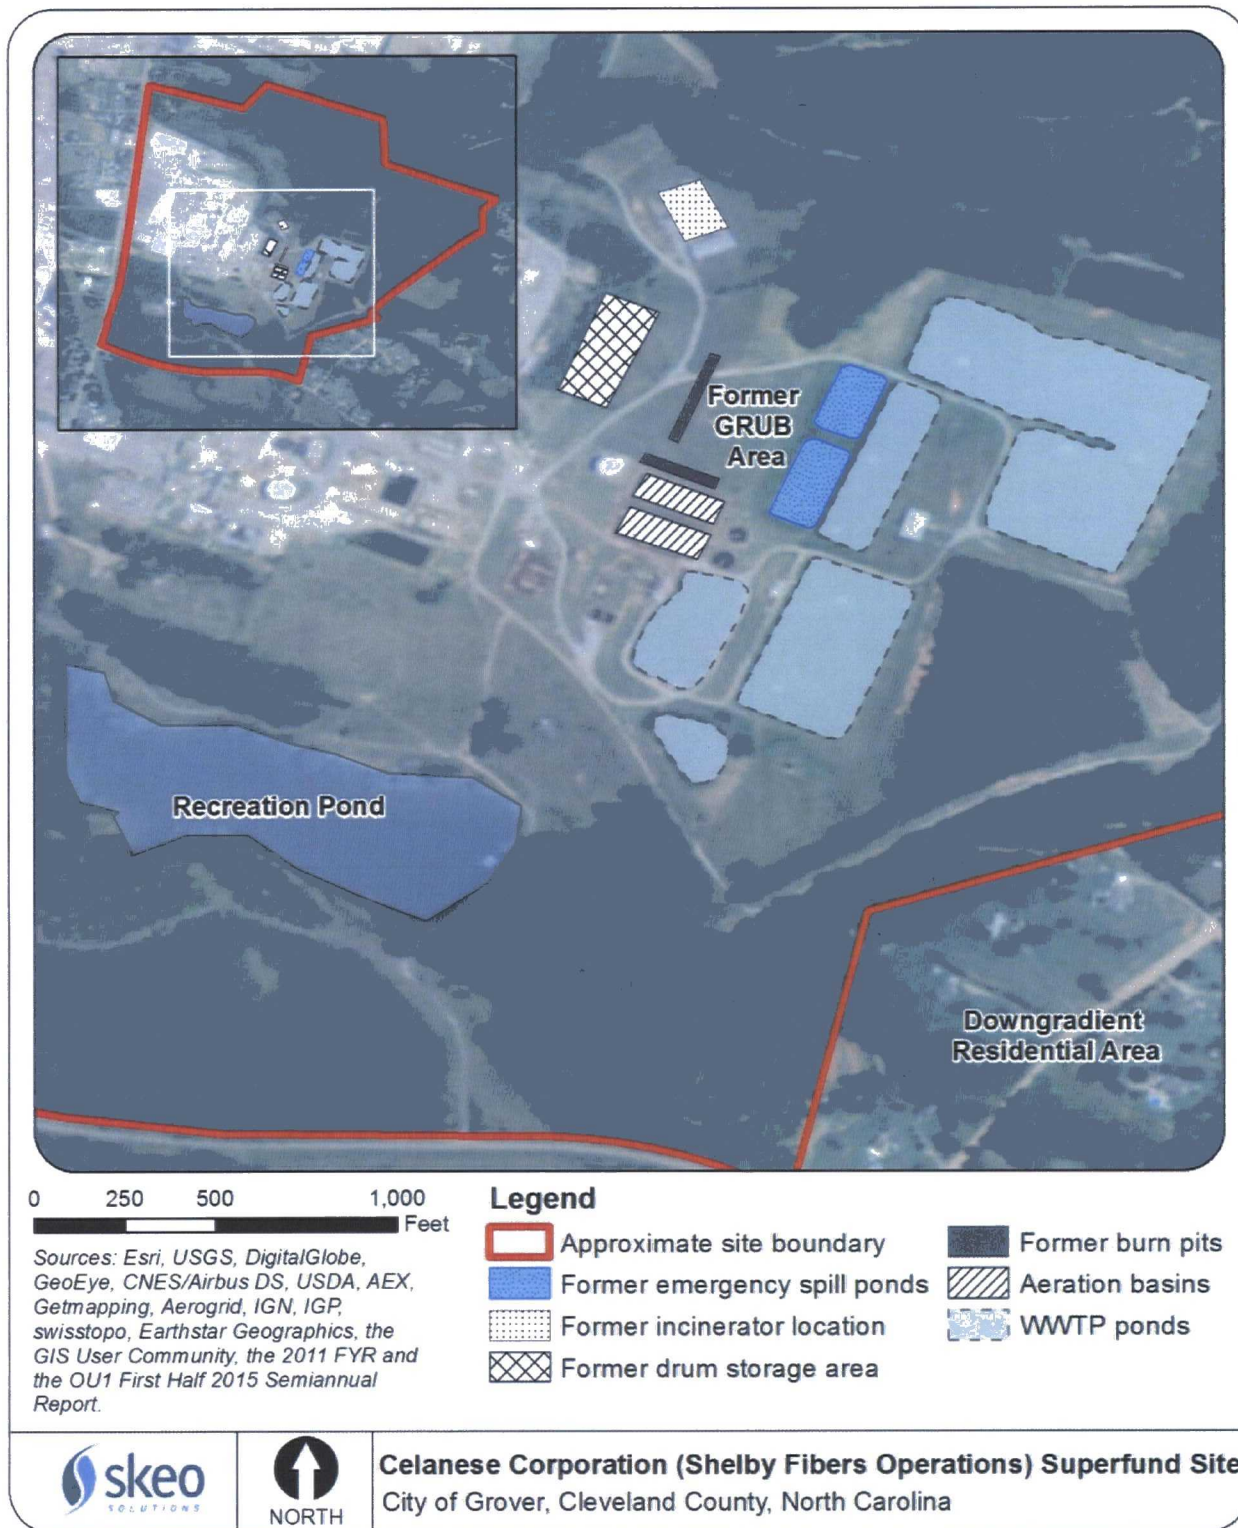 Former
GRUB
Area
Recreation Pond
Downgradient
Residential Area
0 250 500 1,000
Feet
Sources: Esri, USGS, DigitalGlobe,
GeoEye, CNES/Airbus DS, USDA, AEX,
Getmapping, Aerogrid, IGN, IGP,
swisstopo, Earthstar Geographics, the
GIS User Community, the 2011 FYR and
the OU1 First Half 2015 Semiannual
Report.
Legend
Approximate site boundary
Former emergency spill ponds
Former incinerator location
Former drum storage area
Former burn pits
Aeration basins
WWTP ponds
skeo
SOLUTIONS
NORTH
Celanese Corporation (Shelby Fibers Operations) Superfund Site
City of Grover, Cleveland County, North Carolina